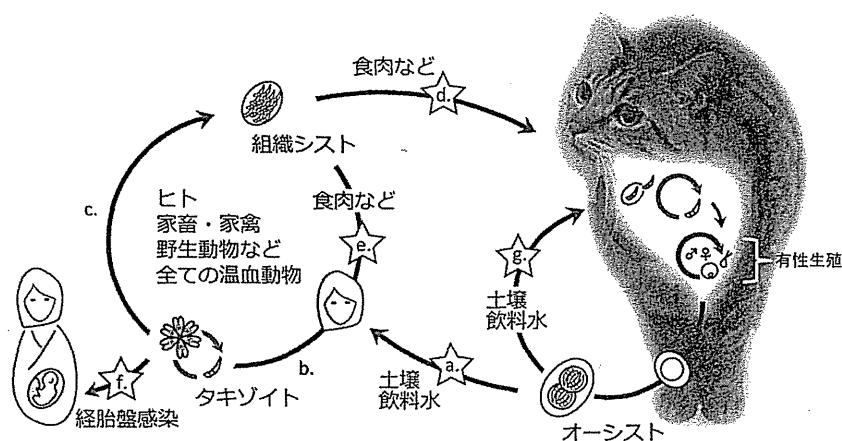 食肉など
d.
組織シスト
c.
ヒト
家畜・家禽
野生動物など
全ての温血動物
食肉など
e.
g.
有性生殖
♂♀
土壌
飲料水
b.
a.
f.
タキゾイト
土壌
飲料水
経胎盤感染
オーシスト